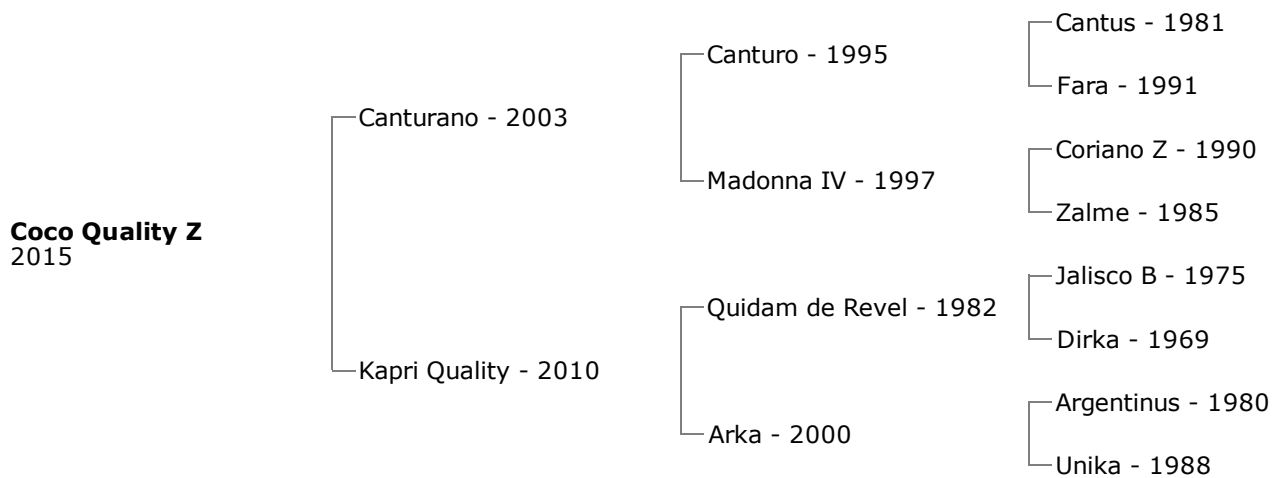 Cantus - 1981
Canturo - 1995
Fara - 1991
Canturano - 2003
Coriano Z - 1990
Madonna IV - 1997
Zalme - 1985
Coco Quality Z
2015
Jalisco B - 1975
Quidam de Revel - 1982
Dirka - 1969
Kapri Quality - 2010
Argentinus - 1980
Arka - 2000
Unika - 1988